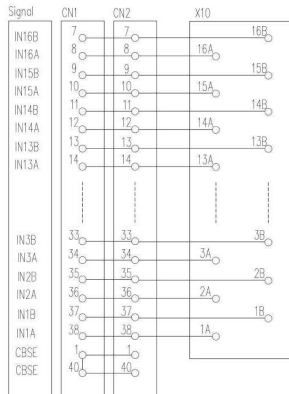 Signal CN1 CN2 X10
IN16B 7 7 16B
IN16A 8 8 16A
IN15B 9 9 15B
IN15A 10 10 15A
IN14B 11 11 14B
IN14A 12 12 14A
IN13B 13 13 13B
IN13A 14 14 13A
IN3B 33 33 3B
IN3A 34 34 3A
IN2B 35 35 2B
IN2A 36 36 2A
IN1B 37 37 1B
IN1A 38 38 1A
CBSE 1 1
CBSE 40 40